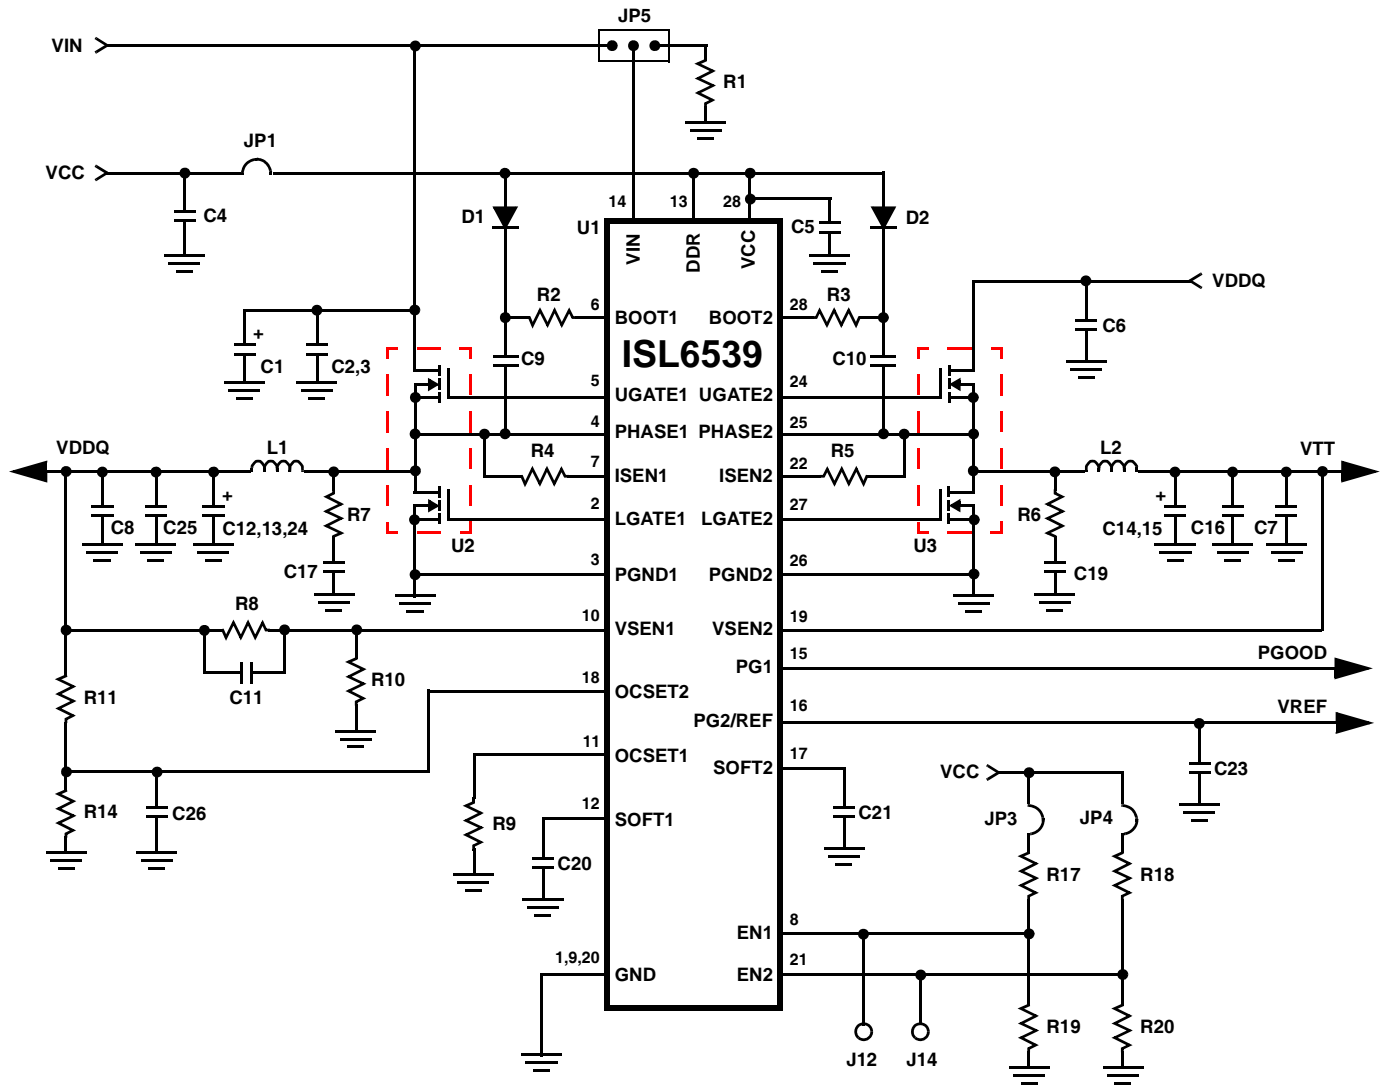 JP5
VIN
R1
JP1
VCC
C4
D1
14
13
28
U1
C5
D2
VIN
DDR
VCC
VDDQ
R2
6
BOOT1
BOOT2
28
R3
C6
ISL6539
C1
C2,3
C9
C10
5
UGATE1
UGATE2
24
4
PHASE1
PHASE2
25
VDDQ
L1
R4
7
ISEN1
ISEN2
22
R5
L2
VTT
C8
C25
C12,13,24
R7
U2
2
LGATE1
LGATE2
27
U3
R6
C14,15
C16
C7
C17
3
PGND1
PGND2
26
C19
R8
10
VSEN1
VSEN2
19
C11
R10
PG1
15
PGOOD
R11
18
OCSET2
PG2/REF
16
VREF
11
OCSET1
SOFT2
17
VCC
C23
R14
C26
R9
12
SOFT1
C21
JP3
JP4
C20
R17
R18
EN1
8
1,9,20
GND
EN2
21
J12
J14
R19
R20